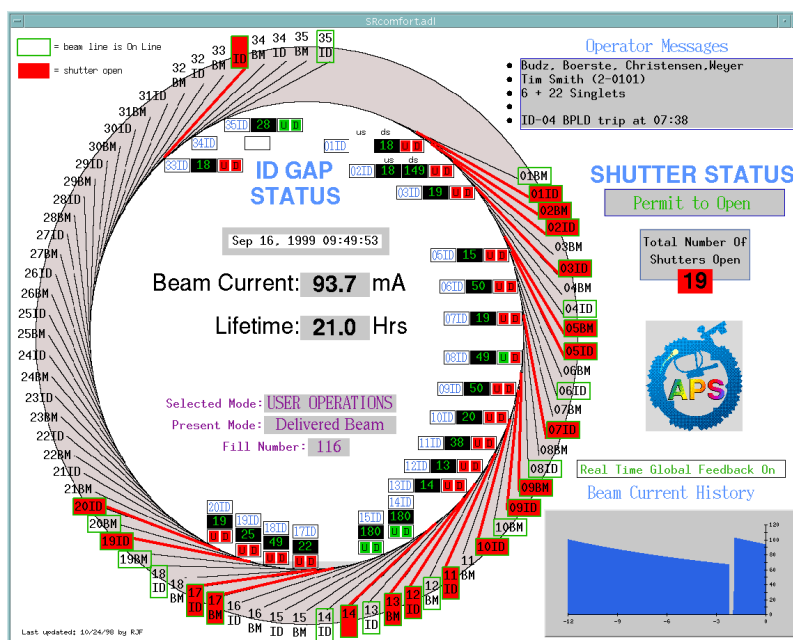 SRcomfort.adl
= beam line is On Line
= shutter open
33 ID
34 BM
34 ID
35 BM
35 ID
33 BM
32 ID
32 BM
31ID
31BM
30ID
30BM
29ID
29BM
28ID
28BM
27ID
27BM
26ID
26BM
25ID
25BM
24ID
24BM
23ID
23BM
22ID
22BM
21ID
21BM
20ID
20BM
19ID
19BM
18 ID
18 BM
17 ID
17 BM
16 ID
16 BM
15 ID
15 BM
14 ID
14
13 ID
13 BM
12 ID
12 BM
11 ID
11 BM
10ID
10BM
09ID
09BM
08ID
08BM
07ID
07BM
06ID
06BM
05ID
05BM
04ID
04BM
03ID
03BM
02ID
02BM
01ID
01BM
Operator Messages
Budz, Boerste, Christensen,Weyer
Tim Smith (2-0101)
6 + 22 Singlets
ID-04 BPLD trip at 07:38
ID GAP
STATUS
35ID 28 U D
34ID
33ID 18 U D
us ds
01ID 18 U D
us ds
02ID 18 149 U D
03ID 19 U D
05ID 15 U D
06ID 50 U D
07ID 19 U D
08ID 49 U D
09ID 50 U D
10ID 20 U D
11ID 38 U D
12ID 13 U D
13ID 14 U D
14ID 180
15ID 180 U D
17ID 22 U D
18ID 49 U D
19ID 25 U D
20ID 19 U D
Sep 16, 1999 09:49:53
Beam Current: 93.7 mA
Lifetime: 21.0 Hrs
Selected Mode: USER OPERATIONS
Present Mode: Delivered Beam
Fill Number: 116
SHUTTER STATUS
Permit to Open
Total Number Of
Shutters Open
19
APS
Real Time Global Feedback On
Beam Current History
120
100
80
60
40
20
0
-12 -9 -6 -3 0
Last updated: 10/24/98 by RJF